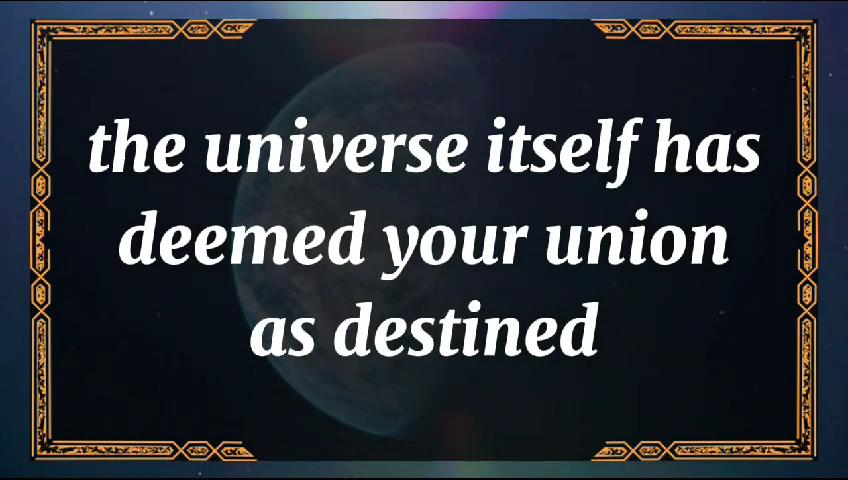 the universe itself has
deemed your union
as destined